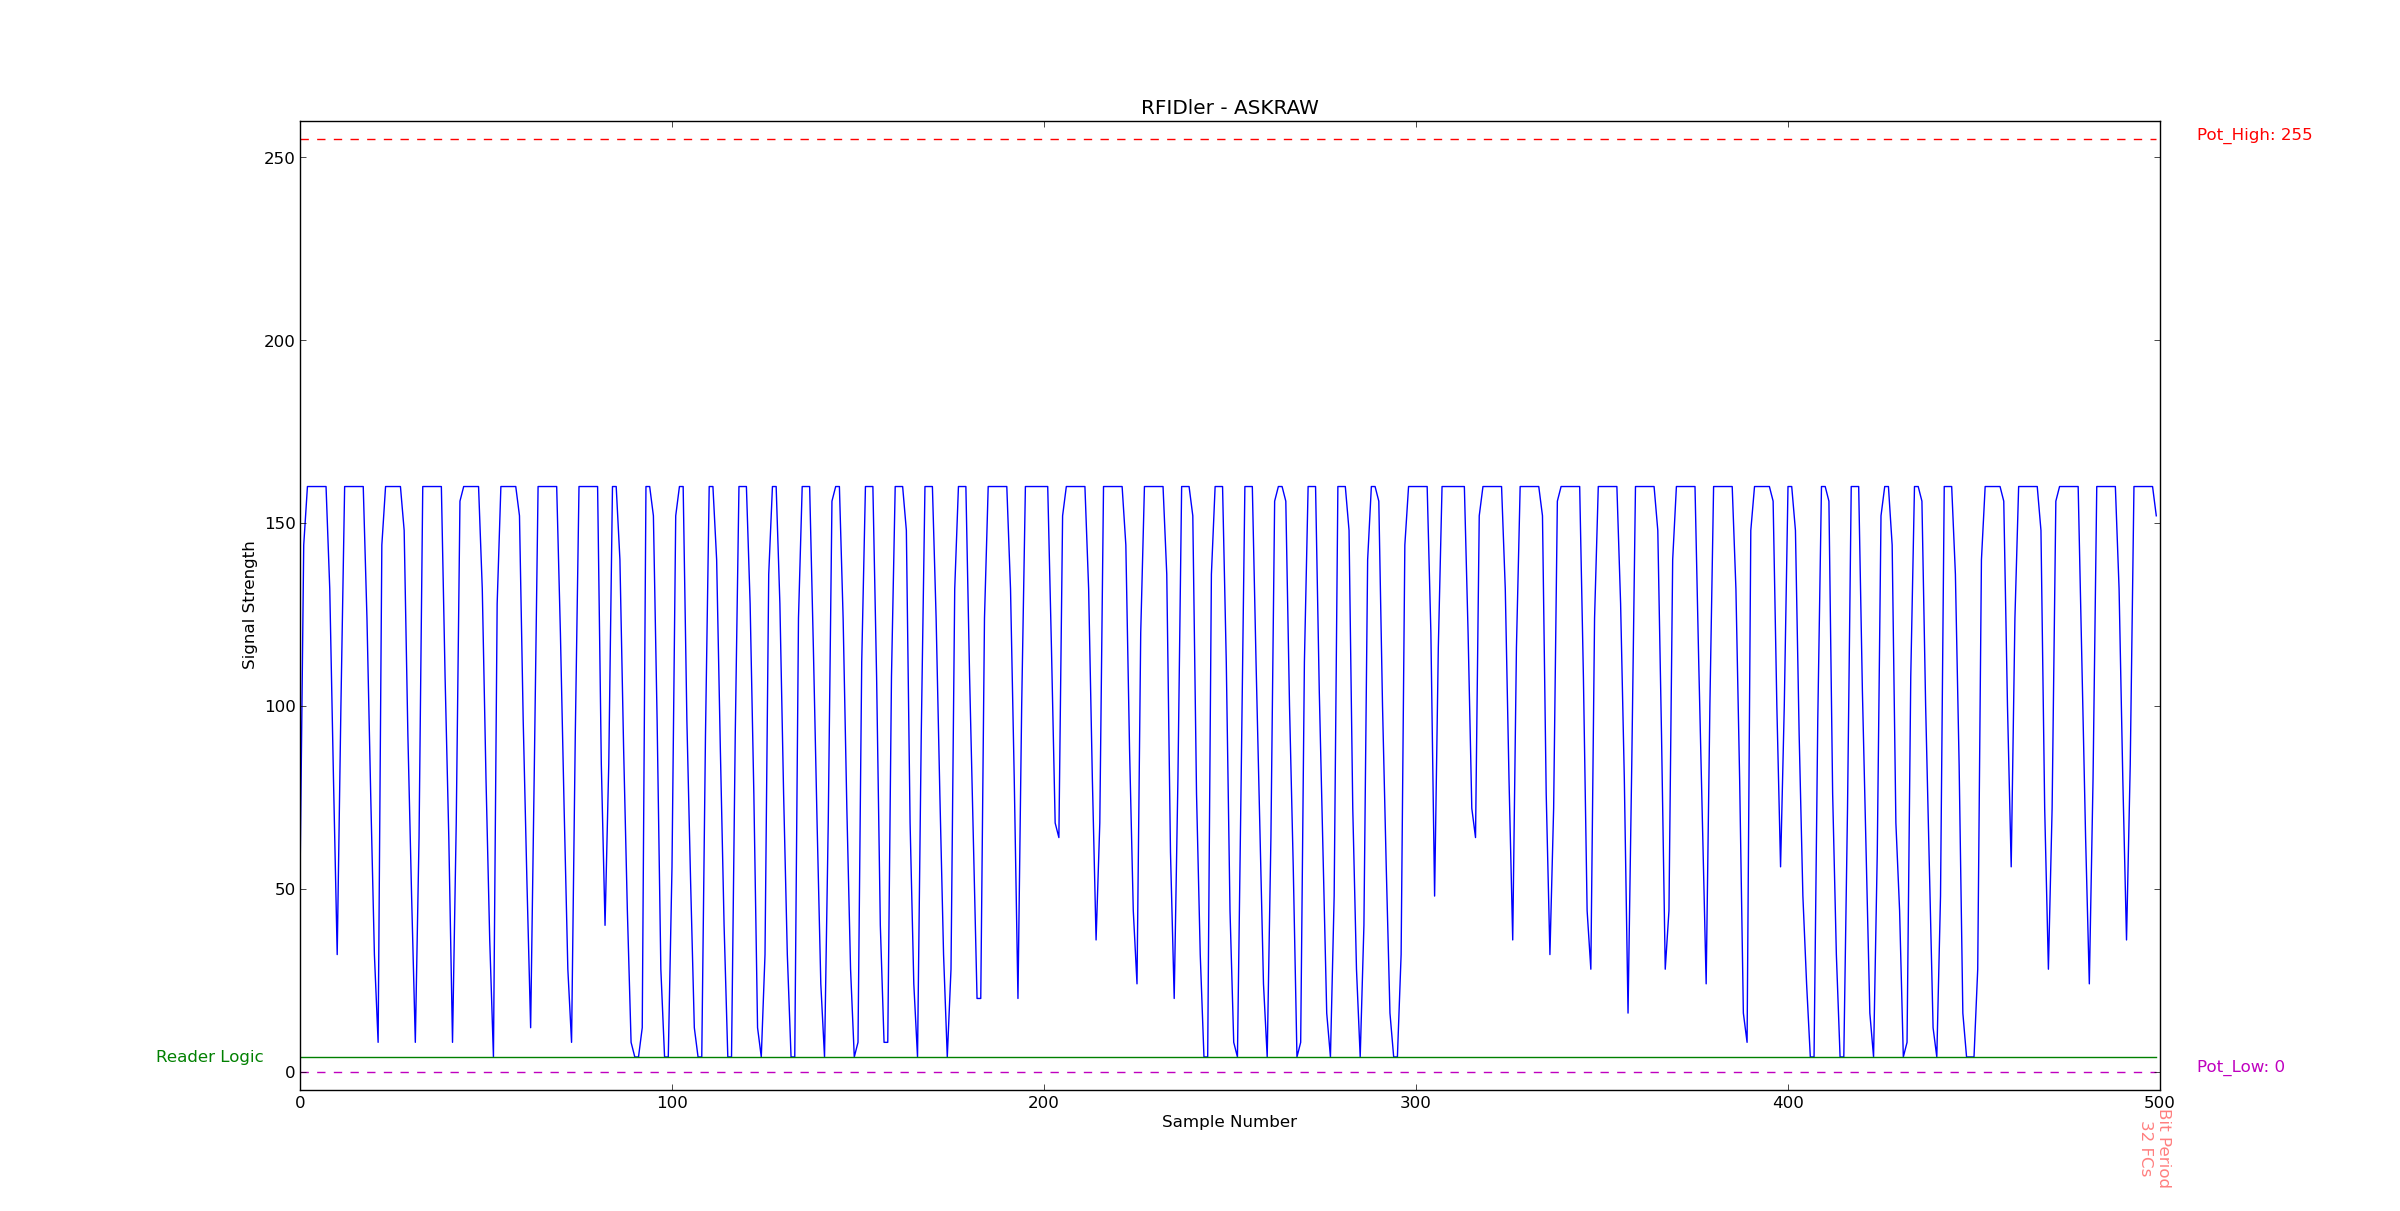 RFIDler - ASKRAW
Pot_High: 255
250
200
150
100
50
0
Signal Strength
Reader Logic
Pot_Low: 0
0 100 200 300 400 500
Sample Number
Bit Period
32 FCs